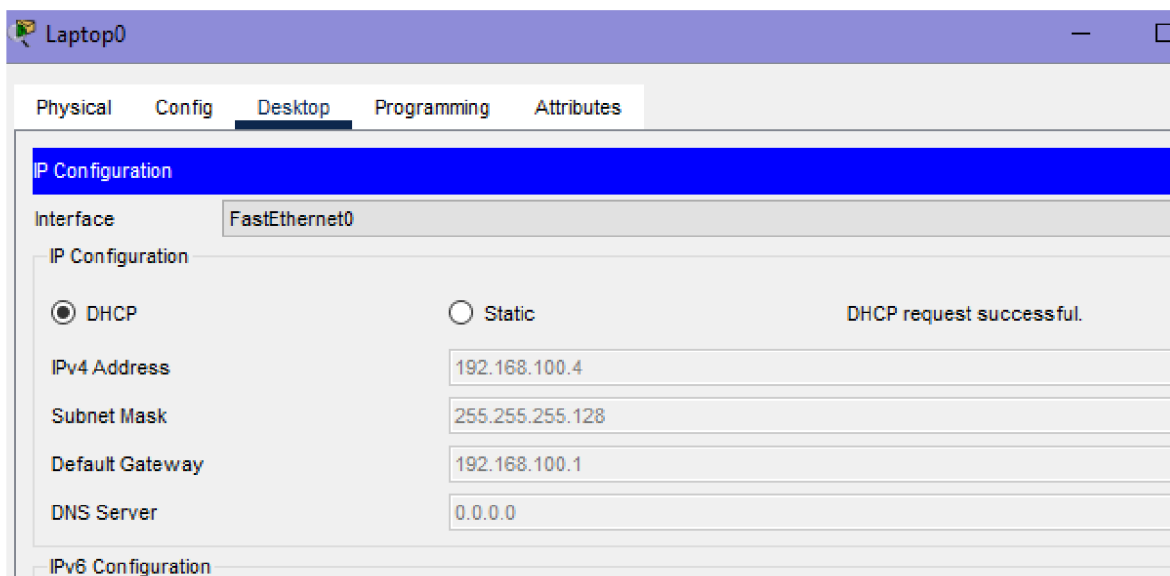 Laptop0
Physical Config Desktop Programming Attributes
IP Configuration
Interface FastEthernet0
IP Configuration
DHCP Static DHCP request successful.
IPv4 Address 192.168.100.4
Subnet Mask 255.255.255.128
Default Gateway 192.168.100.1
DNS Server 0.0.0.0
IPv6 Configuration